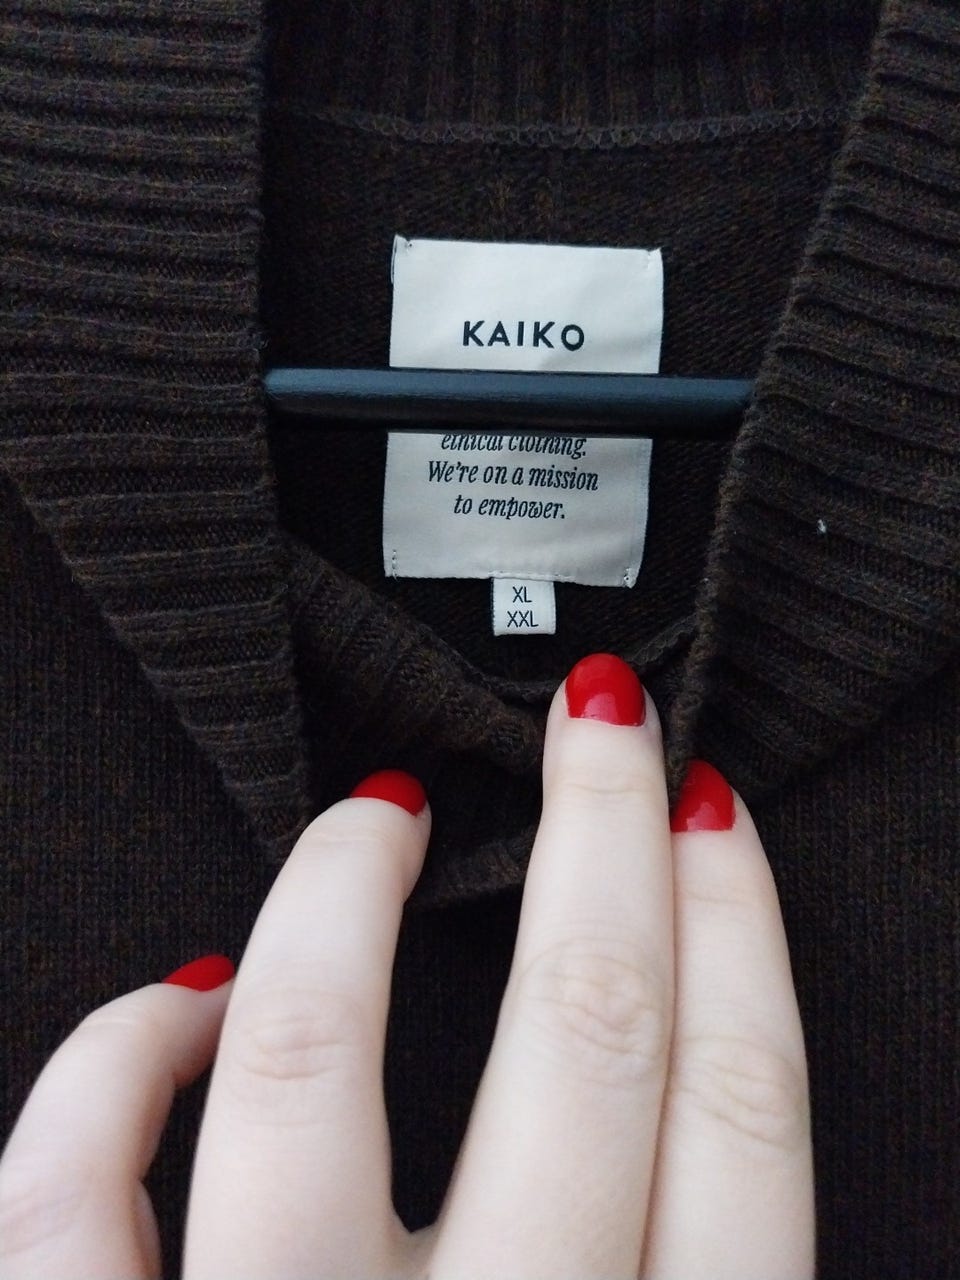 KAIKO
ethical clothing.
We're on a mission
to empower.
XL
XXL